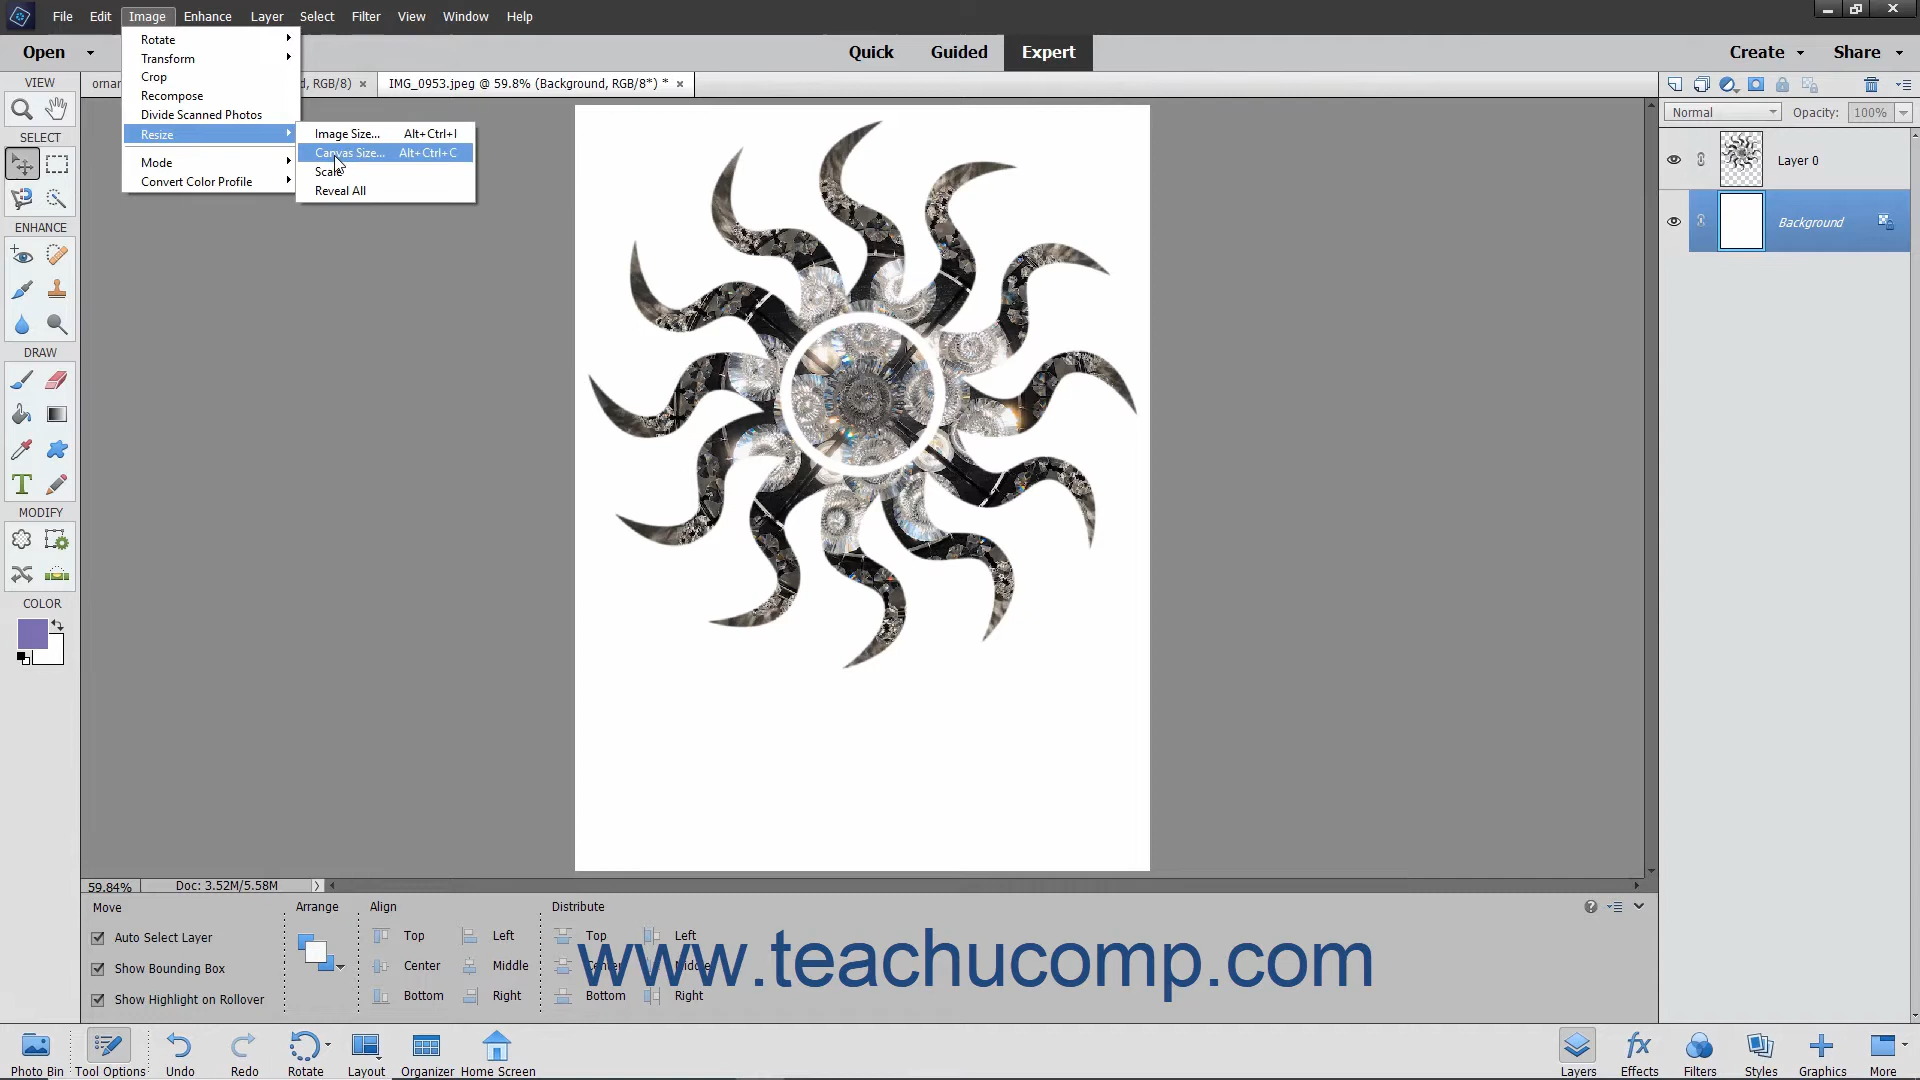 File Edit Image Enhance Layer Select Filter View Window Help
Open
Quick Guided Expert
Create Share
Rotate
Transform
Crop
Recompose
Divide Scanned Photos
Resize
Mode
Convert Color Profile
Image Size... Alt+Ctrl+I
Canvas Size... Alt+Ctrl+C
Scale
Reveal All
d, RGB/8)
IMG_0953.jpeg @ 59.8% (Background, RGB/8*) *
VIEW
SELECT
ENHANCE
DRAW
MODIFY
COLOR
Normal Opacity: 100%
Layer 0
Background
59.84% Doc: 3.52M/5.58M
Move Arrange Align Distribute
Auto Select Layer
Show Bounding Box
Show Highlight on Rollover
Top Left
Center Middle
Bottom Right
Top Left
Center Middle
Bottom Right
www.teachucomp.com
Photo Bin Tool Options Undo Redo Rotate Layout Organizer Home Screen
Layers Effects Filters Styles Graphics More